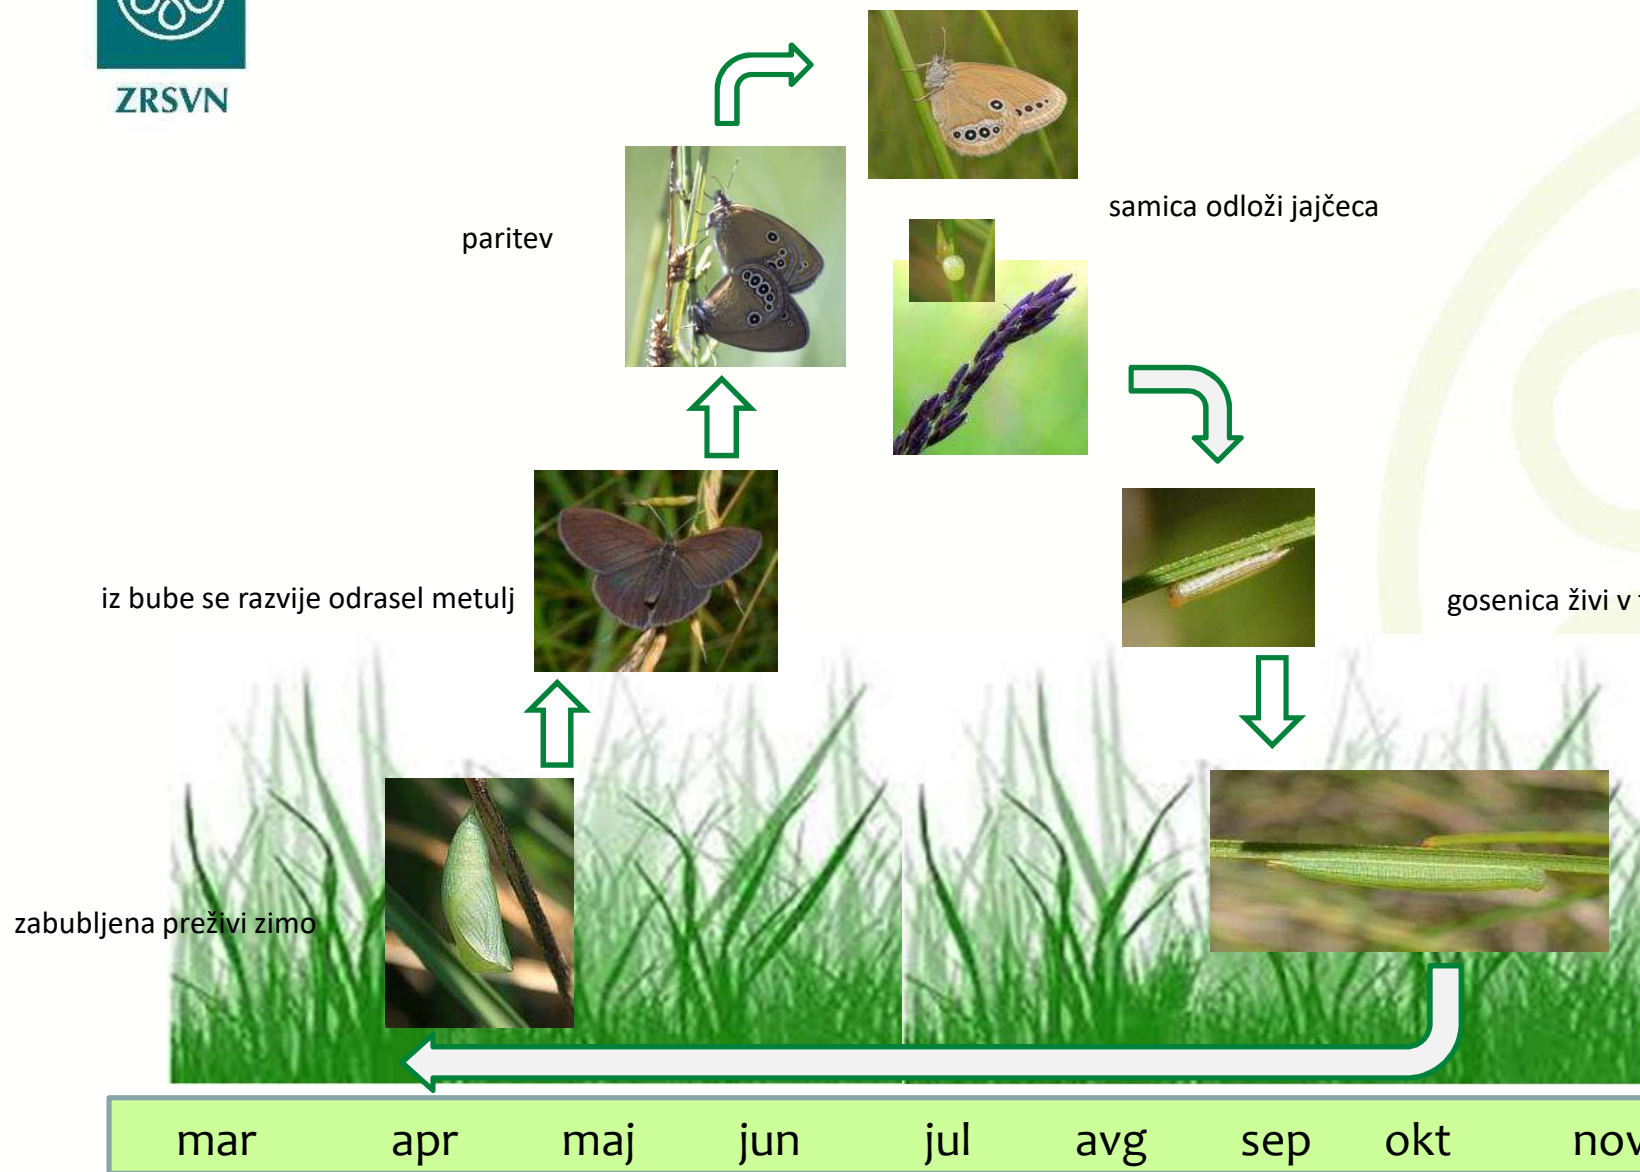 ZRSVN
paritev
samica odloži jajčeca
iz bube se razvije odrasel metulj
gosenica živi v
zabubljena preživi zimo
mar apr maj jun jul avg sep okt nov